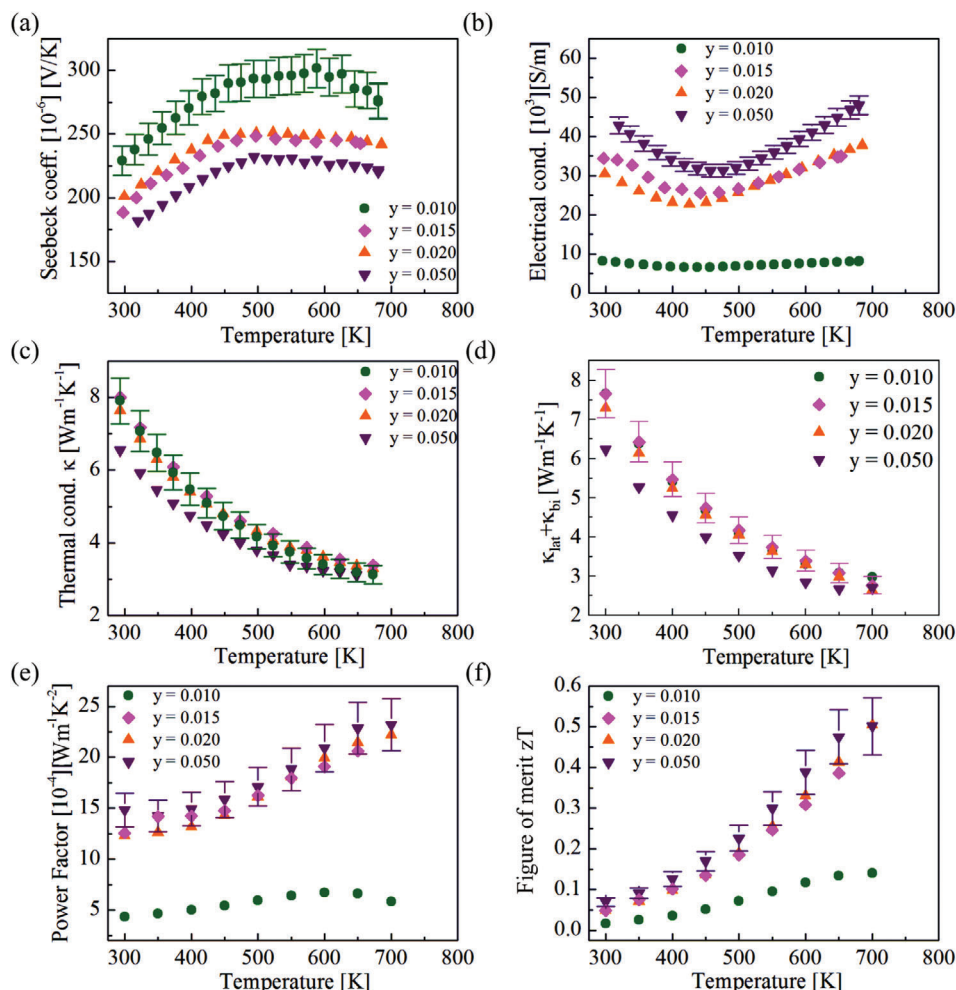 (a)
Seebeck coeff. [10⁻⁶] [V/K]
325
300
250
200
150
y = 0.010
y = 0.015
y = 0.020
y = 0.050
300 400 500 600 700 800
Temperature [K]
(b)
Electrical cond. [10³][S/m]
60
50
40
30
20
10
0
y = 0.010
y = 0.015
y = 0.020
y = 0.050
300 400 500 600 700 800
Temperature [K]
(c)
Thermal cond. κ [Wm⁻¹K⁻¹]
8
6
4
2
y = 0.010
y = 0.015
y = 0.020
y = 0.050
300 400 500 600 700 800
Temperature [K]
(d)
κlat+κbi [Wm⁻¹K⁻¹]
8
7
6
5
4
3
2
y = 0.010
y = 0.015
y = 0.020
y = 0.050
300 400 500 600 700 800
Temperature [K]
(e)
Power Factor [10⁻⁴][Wm⁻¹K⁻²]
25
20
15
10
5
y = 0.010
y = 0.015
y = 0.020
y = 0.050
300 400 500 600 700 800
Temperature [K]
(f)
Figure of merit zT
0.6
0.5
0.4
0.3
0.2
0.1
0.0
y = 0.010
y = 0.015
y = 0.020
y = 0.050
300 400 500 600 700 800
Temperature [K]